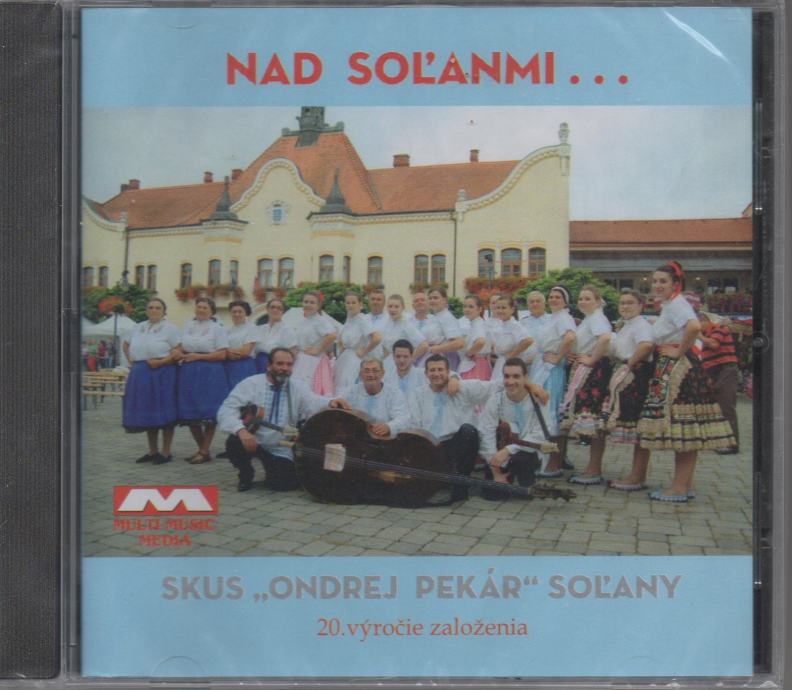 NAD SOĽANMI...
MULTI MUSIC
MEDIA
SKUS „ONDREJ PEKÁR“ SOĽANY
20.výročie založenia